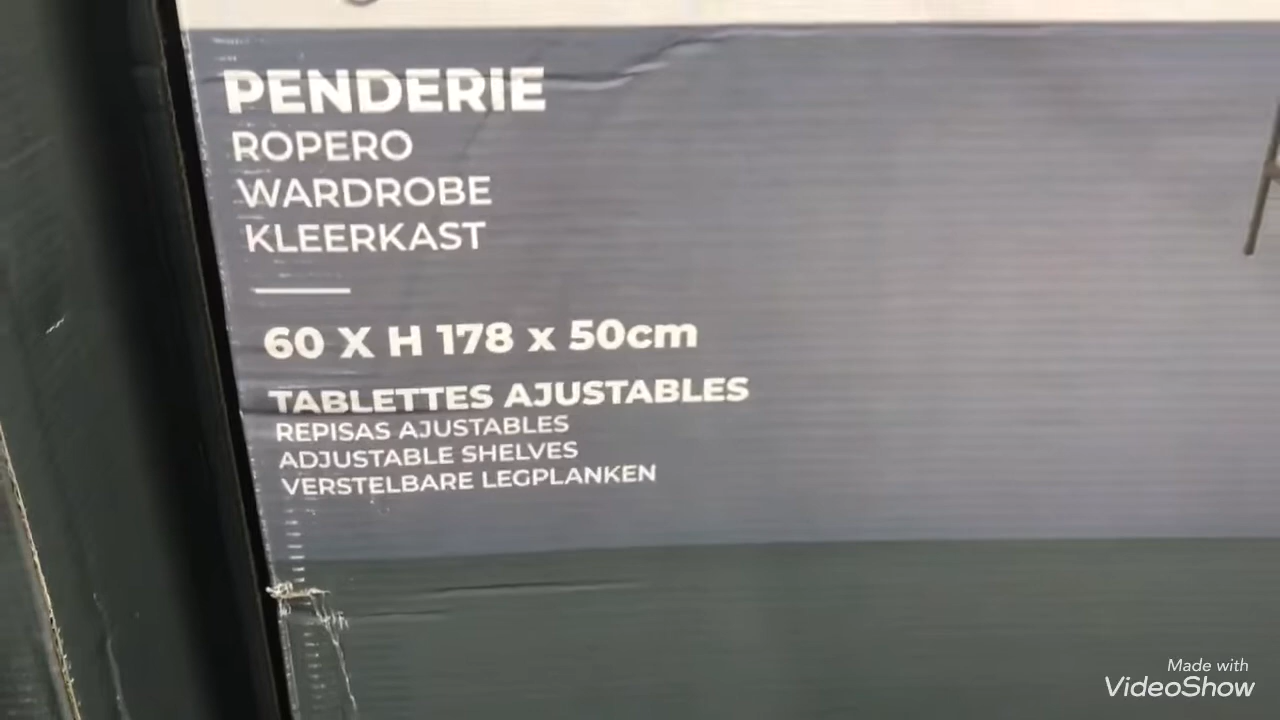 PENDERIE
ROPERO
WARDROBE
KLEERKAST
60 X H 178 x 50cm
TABLETTES AJUSTABLES
REPISAS AJUSTABLES
ADJUSTABLE SHELVES
VERSTELBARE LEGPLANKEN
Made with
VideoShow